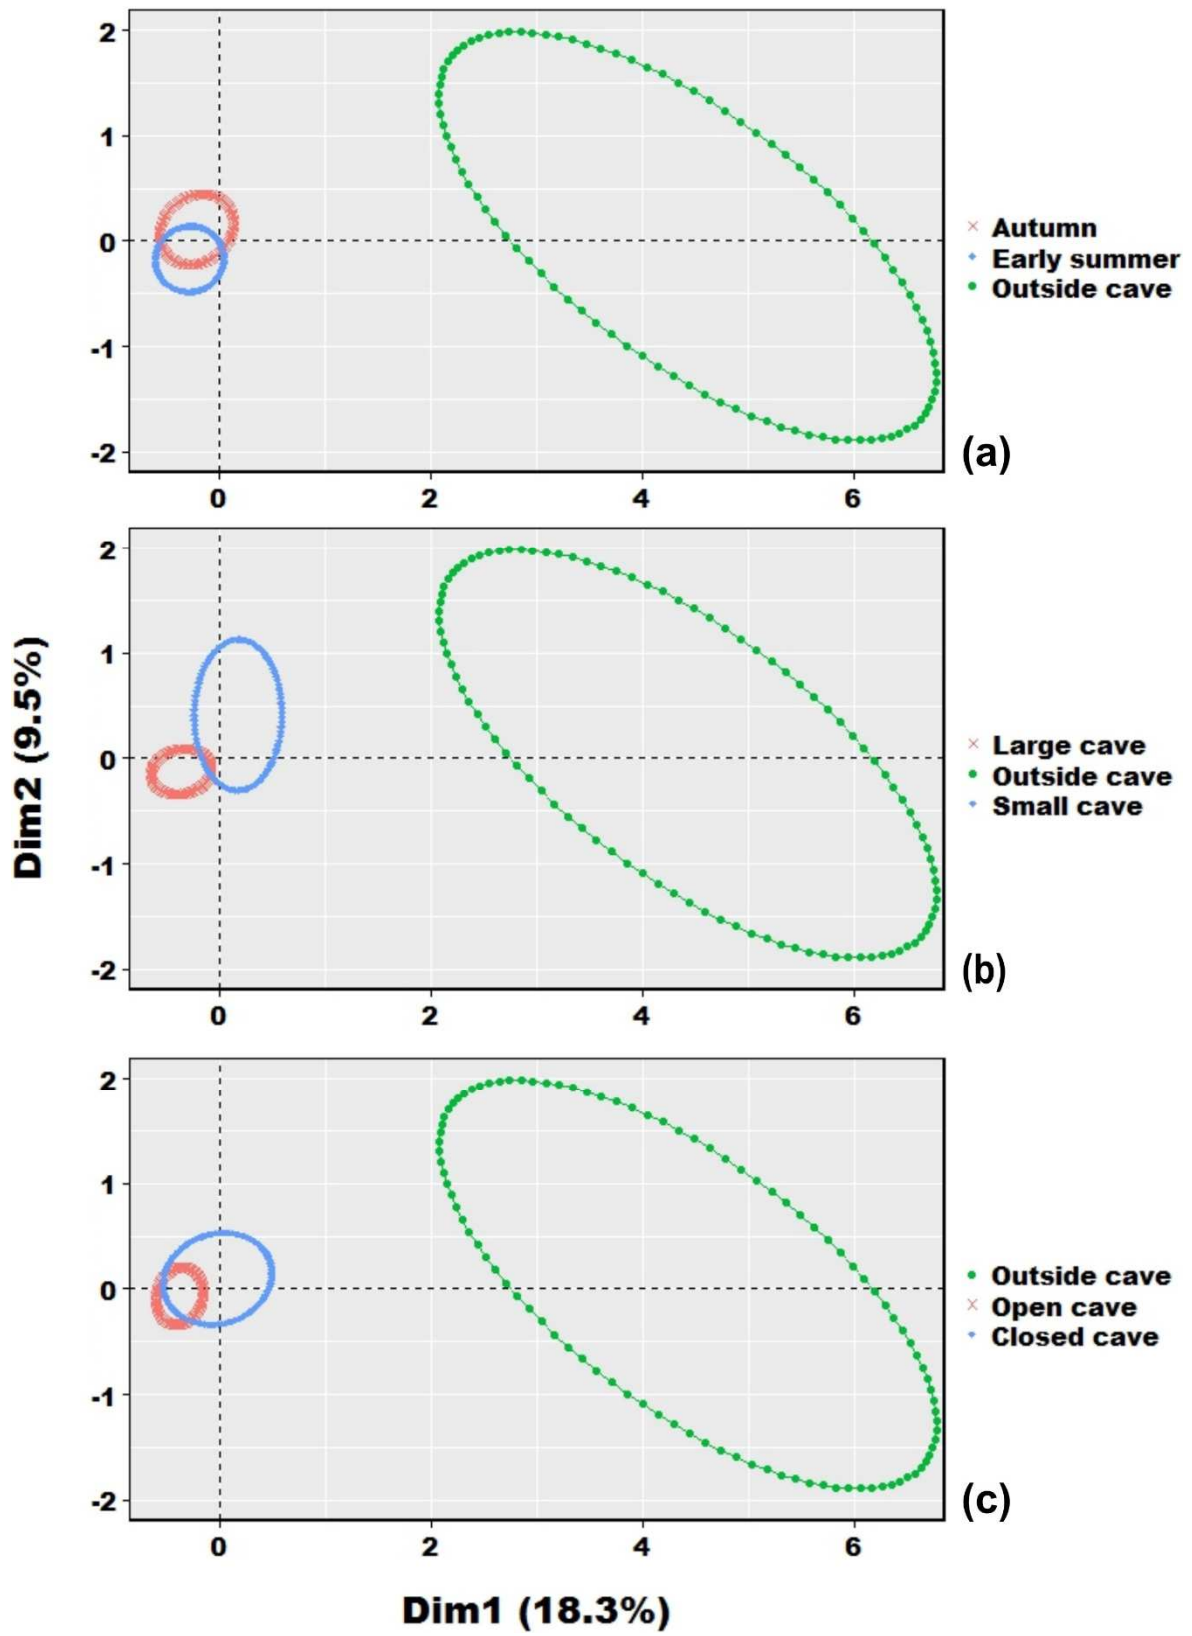 2
1
0
-1
-2
0 2 4 6
Autumn
Early summer
Outside cave
(a)
2
1
0
-1
-2
0 2 4 6
Large cave
Outside cave
Small cave
(b)
Dim2 (9.5%)
2
1
0
-1
-2
0 2 4 6
Outside cave
Open cave
Closed cave
(c)
Dim1 (18.3%)